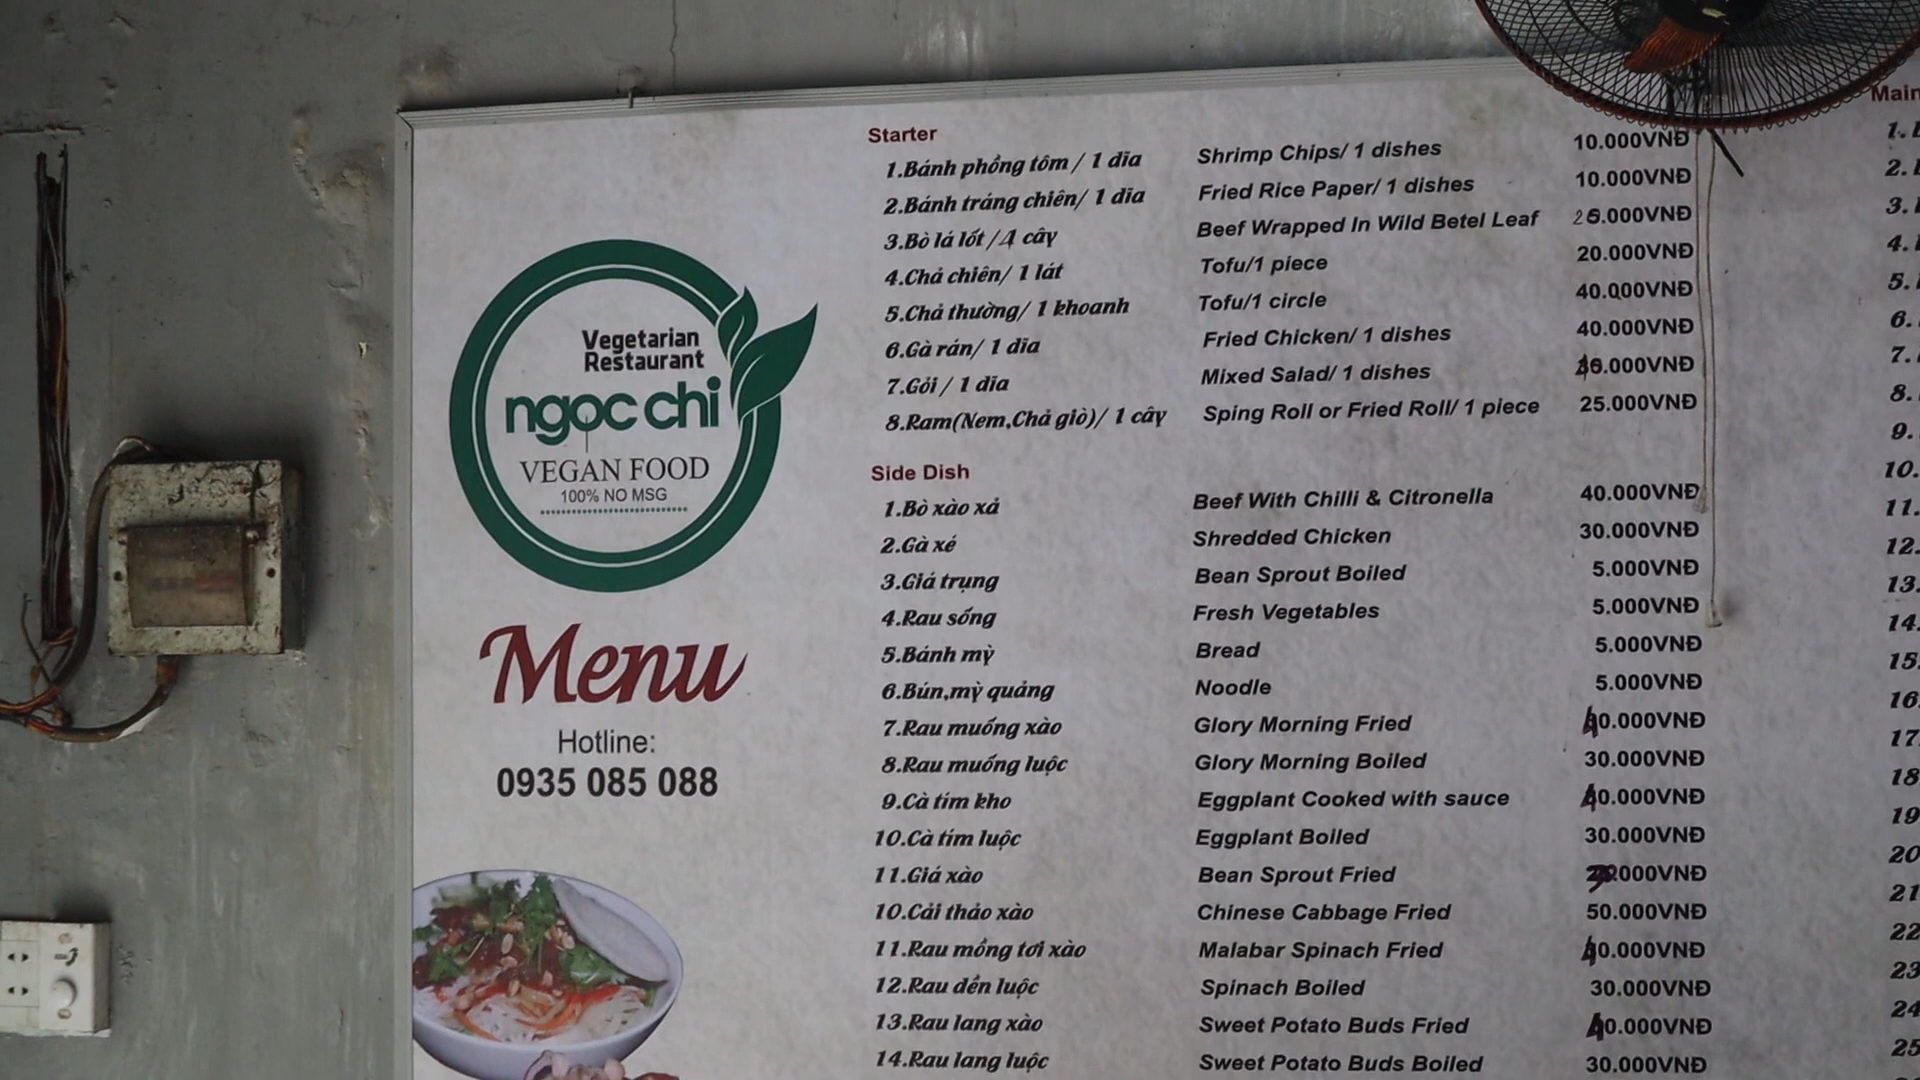 Vegetarian
Restaurant
ngọc chi
VEGAN FOOD
100% NO MSG
Menu
Hotline:
0935 085 088
Starter
1.Bánh phồng tôm / 1 dĩa Shrimp Chips/ 1 dishes 10.000VNĐ
2.Bánh tráng chiên/ 1 dĩa Fried Rice Paper/ 1 dishes 10.000VNĐ
3.Bò lá lốt /4 cây Beef Wrapped In Wild Betel Leaf 25.000VNĐ
4.Chả chiên/ 1 lát Tofu/1 piece 20.000VNĐ
5.Chả thường/ 1 khoanh Tofu/1 circle 40.000VNĐ
6.Gà rán/ 1 dĩa Fried Chicken/ 1 dishes 40.000VNĐ
7.Gỏi / 1 dĩa Mixed Salad/ 1 dishes
8.Ram(Nem,Chả giò)/ 1 cây Sping Roll or Fried Roll/ 1 piece 25.000VNĐ
Side Dish
1.Bò xào xả Beef With Chilli & Citronella 40.000VNĐ
2.Gà xé Shredded Chicken 30.000VNĐ
3.Giá trụng Bean Sprout Boiled 5.000VNĐ
4.Rau sống Fresh Vegetables 5.000VNĐ
5.Bánh mỳ Bread 5.000VNĐ
6.Bún,mỳ quảng Noodle 5.000VNĐ
7.Rau muống xào Glory Morning Fried 40.000VNĐ
8.Rau muống luộc Glory Morning Boiled 30.000VNĐ
9.Cà tím kho Eggplant Cooked with sauce 40.000VNĐ
10.Cà tím luộc Eggplant Boiled 30.000VNĐ
11.Giá xào Bean Sprout Fried
10.Cải thảo xào Chinese Cabbage Fried 50.000VNĐ
11.Rau mồng tơi xào Malabar Spinach Fried 40.000VNĐ
12.Rau dền luộc Spinach Boiled 30.000VNĐ
13.Rau lang xào Sweet Potato Buds Fried 40.000VNĐ
14.Rau lang luộc Sweet Potato Buds Boiled 30.000VNĐ
Main
1.
2.
3.
4.
5.
6.
7.
8.
9.
10.
11.
12.
13.
14.
15.
16.
17.
18
19
20
21
22
23
24
25